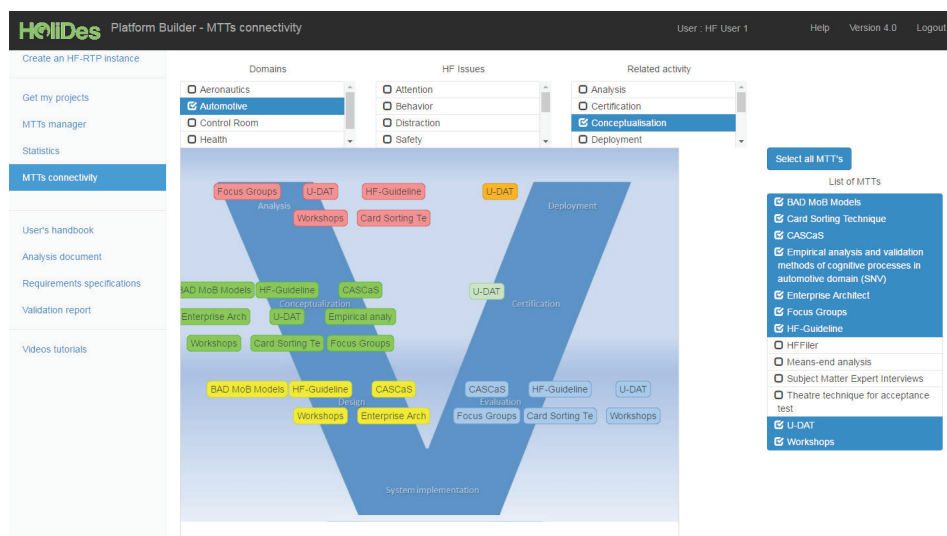 HOliDes Platform Builder - MTTs connectivity User : HF User 1 Help Version 4.0 Logout
Create an HF-RTP instance
Get my projects
MTTs manager
Statistics
MTTs connectivity
User's handbook
Analysis document
Requirements specifications
Validation report
Videos tutorials
Domains
Aeronautics
Automotive
Control Room
Health
HF Issues
Attention
Behavior
Distraction
Safety
Related activity
Analysis
Certification
Conceptualisation
Deployment
Focus Groups U-DAT HF-Guideline
Analysis
Workshops Card Sorting Te
U-DAT
Deployment
BAD MoB Models HF-Guideline CASCaS
Conceptualization
Enterprise Arch U-DAT Empirical analy
Workshops Card Sorting Te Focus Groups
U-DAT
Certification
BAD MoB Models HF-Guideline CASCaS
Design
Workshops Enterprise Arch
CASCaS HF-Guideline U-DAT
Evaluation
Focus Groups Card Sorting Te Workshops
System implementation
Select all MTT's
List of MTTs
BAD MoB Models
Card Sorting Technique
CASCaS
Empirical analysis and validation
methods of cognitive processes in
automotive domain (SNV)
Enterprise Architect
Focus Groups
HF-Guideline
HFFiler
Means-end analysis
Subject Matter Expert Interviews
Theatre technique for acceptance
test
U-DAT
Workshops